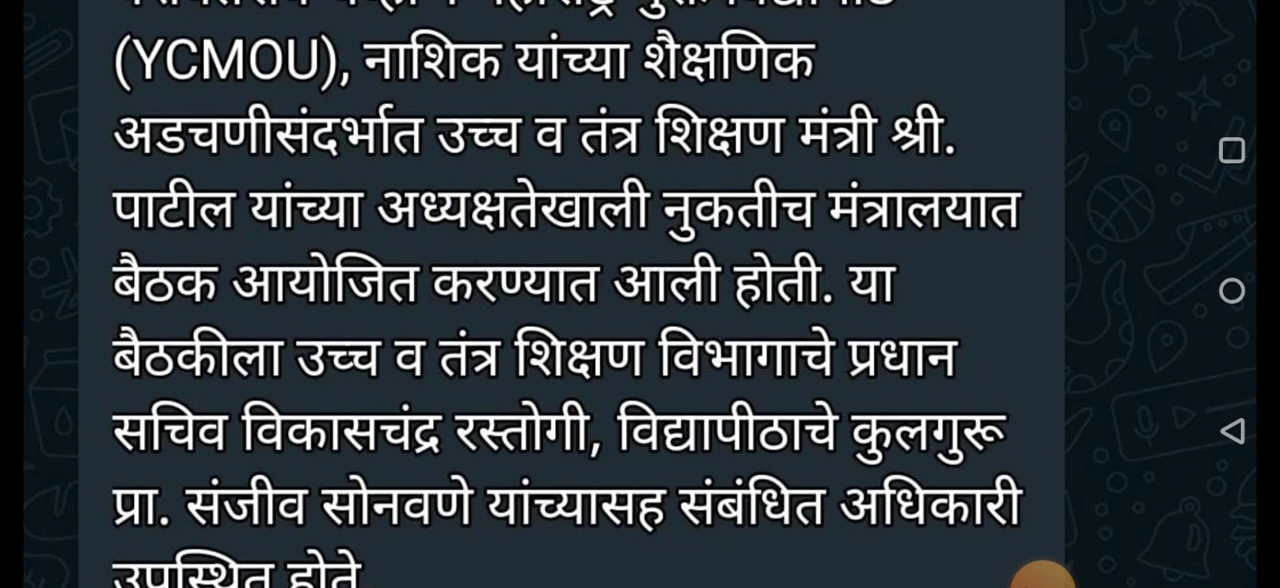 (YCMOU), नाशिक यांच्या शैक्षणिक
अडचणीसंदर्भात उच्च व तंत्र शिक्षण मंत्री श्री.
पाटील यांच्या अध्यक्षतेखाली नुकतीच मंत्रालयात
बैठक आयोजित करण्यात आली होती. या
बैठकीला उच्च व तंत्र शिक्षण विभागाचे प्रधान
सचिव विकासचंद्र रस्तोगी, विद्यापीठाचे कुलगुरू
प्रा. संजीव सोनवणे यांच्यासह संबंधित अधिकारी
उपस्थित होते